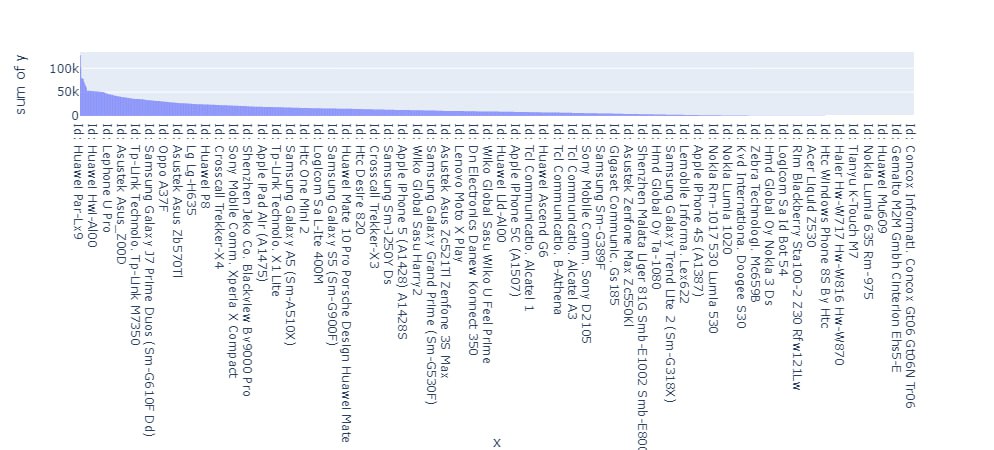 sum of y
100k
50k
0
Id: Huawei Par-Lx9
Id: Huawei Hwi-Al00
Id: Lephone U Pro
Id: Asustek Asus_Z00D
Id: Tp-Link Technolo. Tp-Link M7350
Id: Samsung Galaxy J7 Prime Duos (Sm-G610F Dd)
Id: Oppo A37F
Id: Asustek Asus Zb570Tl
Id: Lg Lg-H635
Id: Huawei P8
Id: Crosscall Trekker-X4
Id: Sony Mobile Comm. Xperia X Compact
Id: Shenzhen Jeko Co. Blackview Bv9000 Pro
Id: Apple iPad Air (A1475)
Id: Tp-Link Technolo. X1 Lite
Id: Samsung Galaxy A5 (Sm-A510X)
Id: Htc One Mini 2
Id: Logicom Sa L-Ite 400M
Id: Samsung Galaxy S5 (Sm-G900F)
Id: Huawei Mate 10 Pro Porsche Design Huawei Mate
Id: Htc Desire 820
Id: Crosscall Trekker-X3
Id: Samsung Sm-J250Y Ds
Id: Apple iPhone 5 (A1428) A1428S
Id: Wiko Global Sasu Harry2
Id: Samsung Galaxy Grand Prime (Sm-G530F)
Id: Asustek Asus Zc521Tl Zenfone 3S Max
Id: Lenovo Moto X Play
Id: Dn Electronics Danew Konnect 350
Id: Wiko Global Sasu Wiko U Feel Prime
Id: Huawei Lld-Al00
Id: Apple iPhone 5C (A1507)
Id: Tcl Communicatio. Alcatel 1
Id: Huawei Ascend G6
Id: Tcl Communicatio. B-Athena
Id: Tcl Communicatio. Alcatel A3
Id: Sony Mobile Comm. Sony D2105
Id: Samsung Sm-G389F
Id: Gigaset Communic. Gs185
Id: Asustek Zenfone Max Zc550Kl
Id: Shenzhen Malata Liger 81G Smb-E1002 Smb-E800
Id: Hmd Global Oy Ta-1080
Id: Samsung Galaxy Trend Lite 2 (Sm-G318X)
Id: Lemobile Informa. Lex622
Id: Apple iPhone 4S (A1387)
Id: Nokia Rm-1017 530 Lumia 530
Id: Nokia Lumia 1020
Id: Kvd Internationa. Doogee S30
Id: Zebra Technologi. Mc659B
Id: Hmd Global Oy Nokia 3 Ds
Id: Logicom Sa Id Bot 54
Id: Rim Blackberry Sta100-2 Z30 Rfw121Lw
Id: Acer Liquid Z530
Id: Htc Windows Phone 8S By Htc
Id: Haier Hw-W717 Hw-W816 Hw-W870
Id: Tianyu K-Touch M7
Id: Nokia Lumia 635 Rm-975
Id: Huawei Mu609
Id: Gemalto M2M Gmbh Cinterion Ehs5-E
Id: Concox Informati. Concox Gt06 Gt06N Tr06
x